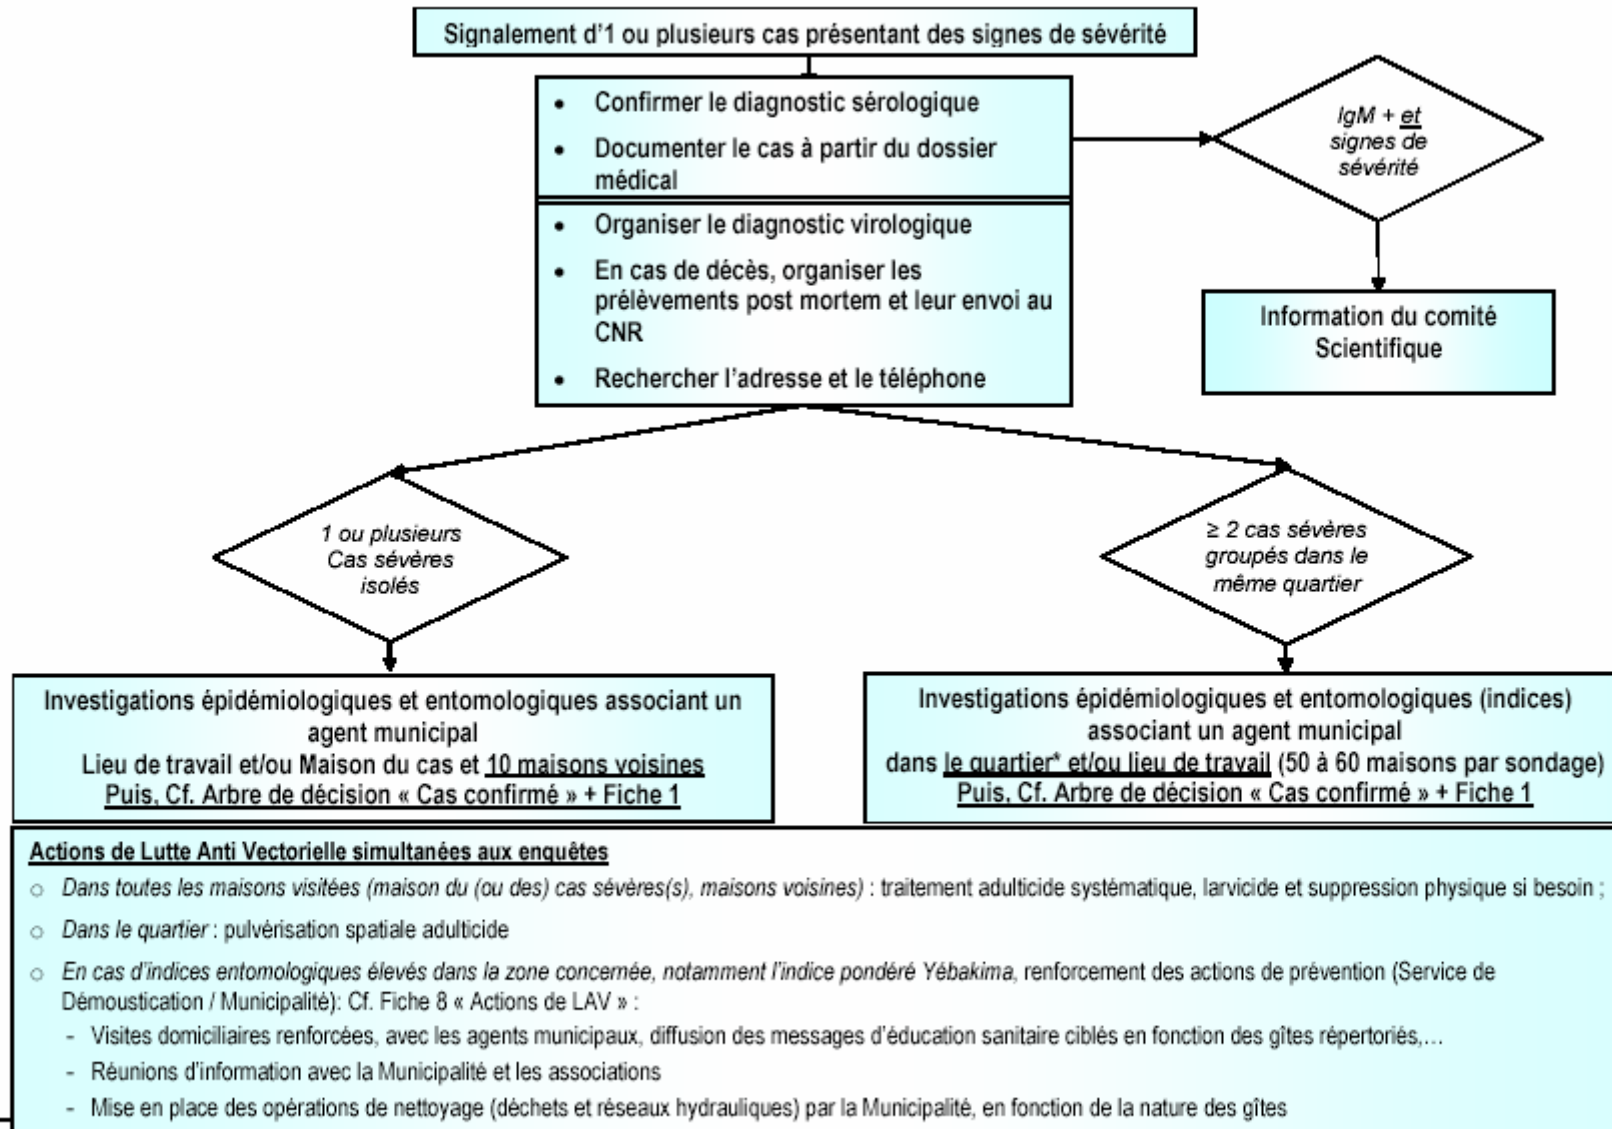 Signalement d'1 ou plusieurs cas présentant des signes de sévérité
• Confirmer le diagnostic sérologique
• Documenter le cas à partir du dossier
médical
IgM + et
signes de
sévérité
• Organiser le diagnostic virologique
• En cas de décès, organiser les
prélèvements post mortem et leur envoi au
CNR
• Rechercher l'adresse et le téléphone
Information du comité
Scientifique
1 ou plusieurs
Cas sévères
isolés
≥ 2 cas sévères
groupés dans le
même quartier
Investigations épidémiologiques et entomologiques associant un
agent municipal
Lieu de travail et/ou Maison du cas et 10 maisons voisines
Puis, Cf. Arbre de décision « Cas confirmé » + Fiche 1
Investigations épidémiologiques et entomologiques (indices)
associant un agent municipal
dans le quartier* et/ou lieu de travail (50 à 60 maisons par sondage)
Puis, Cf. Arbre de décision « Cas confirmé » + Fiche 1
Actions de Lutte Anti Vectorielle simultanées aux enquêtes
○ Dans toutes les maisons visitées (maison du (ou des) cas sévères(s), maisons voisines) : traitement adulticide systématique, larvicide et suppression physique si besoin ;
○ Dans le quartier : pulvérisation spatiale adulticide
○ En cas d'indices entomologiques élevés dans la zone concernée, notamment l'indice pondéré Yébakima, renforcement des actions de prévention (Service de
Démoustication / Municipalité): Cf. Fiche 8 « Actions de LAV » :
- Visites domiciliaires renforcées, avec les agents municipaux, diffusion des messages d'éducation sanitaire ciblés en fonction des gîtes répertoriés,…
- Réunions d'information avec la Municipalité et les associations
- Mise en place des opérations de nettoyage (déchets et réseaux hydrauliques) par la Municipalité, en fonction de la nature des gîtes